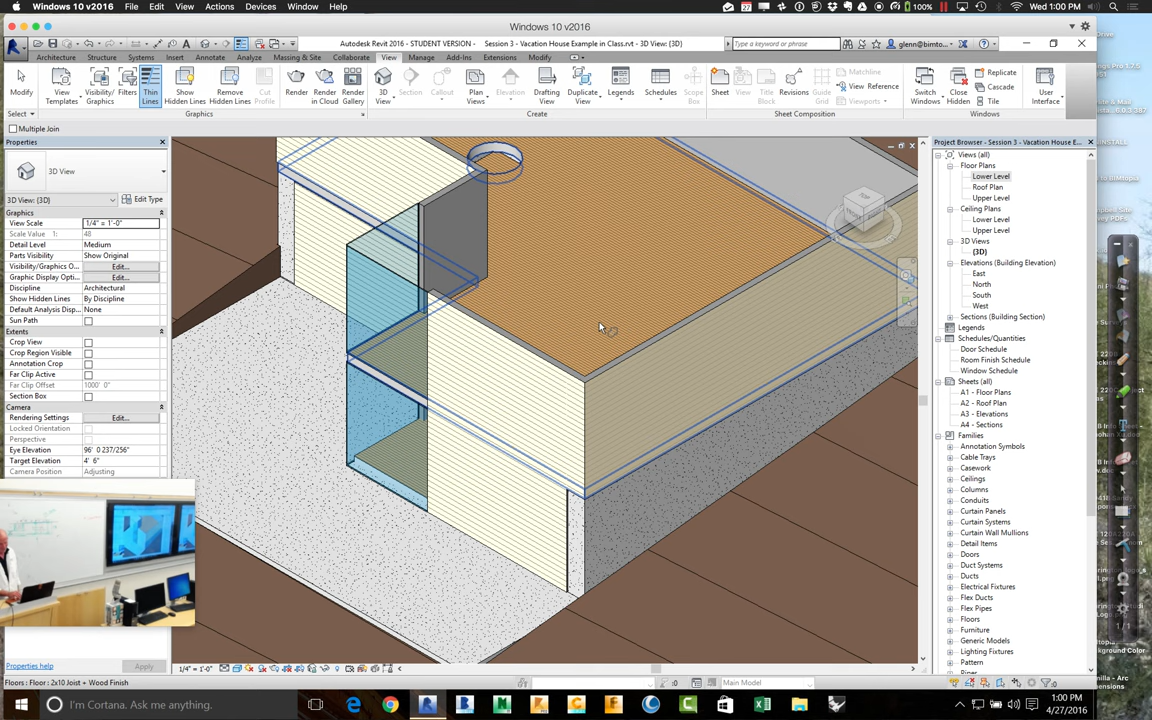 Windows 10 v2016 File Edit View Actions Devices Window Help 100% Wed 1:00 PM
Windows 10 v2016
Autodesk Revit 2016 - STUDENT VERSION - Session 3 - Vacation House Example in Class.rvt - 3D View: {3D} Type a keyword or phrase glenn@bimto...
Architecture Structure Systems Insert Annotate Analyze Massing & Site Collaborate View Manage Add-Ins Extensions Modify
Modify View Templates Visibility/ Graphics Filters Thin Lines Show Hidden Lines Remove Hidden Lines Cut Profile Render Render in Cloud Render Gallery 3D View Section Callout Plan Views Elevation Drafting View Duplicate View Legends Schedules Scope Box Sheet View Title Block Revisions Guide Grid Matchline View Reference Viewports Switch Windows Close Hidden Replicate Cascade Tile User Interface
Select Graphics Create Sheet Composition Windows
Multiple Join
Properties
3D View
3D View: {3D} Edit Type
Graphics
View Scale 1/4" = 1'-0"
Scale Value 1: 48
Detail Level Medium
Parts Visibility Show Original
Visibility/Graphics O... Edit...
Graphic Display Opti... Edit...
Discipline Architectural
Show Hidden Lines By Discipline
Default Analysis Disp... None
Sun Path
Extents
Crop View
Crop Region Visible
Annotation Crop
Far Clip Active
Far Clip Offset 1000' 0"
Section Box
Camera
Rendering Settings Edit...
Locked Orientation
Perspective
Eye Elevation 96' 0 237/256"
Target Elevation 4' 6"
Camera Position Adjusting
Properties help Apply
Project Browser - Session 3 - Vacation House E...
Views (all)
Floor Plans
Lower Level
Roof Plan
Upper Level
Ceiling Plans
Lower Level
Upper Level
3D Views
{3D}
Elevations (Building Elevation)
East
North
South
West
Sections (Building Section)
Legends
Schedules/Quantities
Door Schedule
Room Finish Schedule
Window Schedule
Sheets (all)
A1 - Floor Plans
A2 - Roof Plan
A3 - Elevations
A4 - Sections
Families
Annotation Symbols
Cable Trays
Casework
Ceilings
Columns
Conduits
Curtain Panels
Curtain Systems
Curtain Wall Mullions
Detail Items
Doors
Duct Systems
Ducts
Electrical Fixtures
Flex Ducts
Flex Pipes
Floors
Furniture
Generic Models
Lighting Fixtures
Mass
Pattern
1/4" = 1'-0"
Floors : Floor : 2x10 Joist + Wood Finish :0 Main Model :0
I'm Cortana. Ask me anything. 1:00 PM
4/27/2016